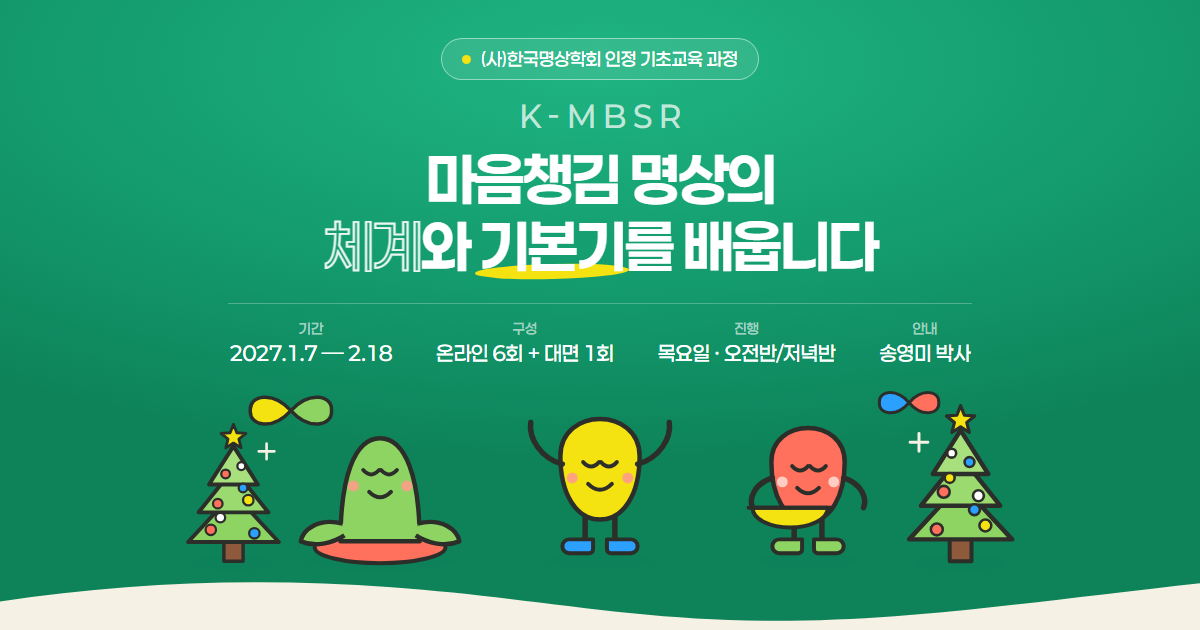 (사)한국명상학회 인정 기초교육 과정
K-MBSR
마음챙김 명상의
체계와 기본기를 배웁니다
기간
2027.1.7 — 2.18
구성
온라인 6회 + 대면 1회
진행
목요일 · 오전반/저녁반
안내
송영미 박사